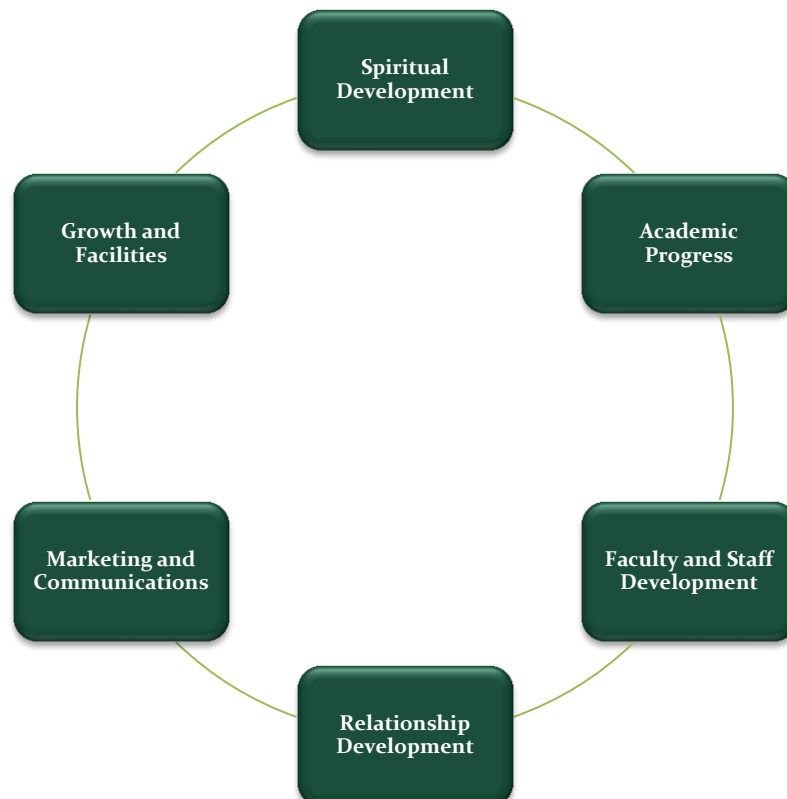 Spiritual
Development
Growth and
Facilities
Academic
Progress
Marketing and
Communications
Faculty and Staff
Development
Relationship
Development